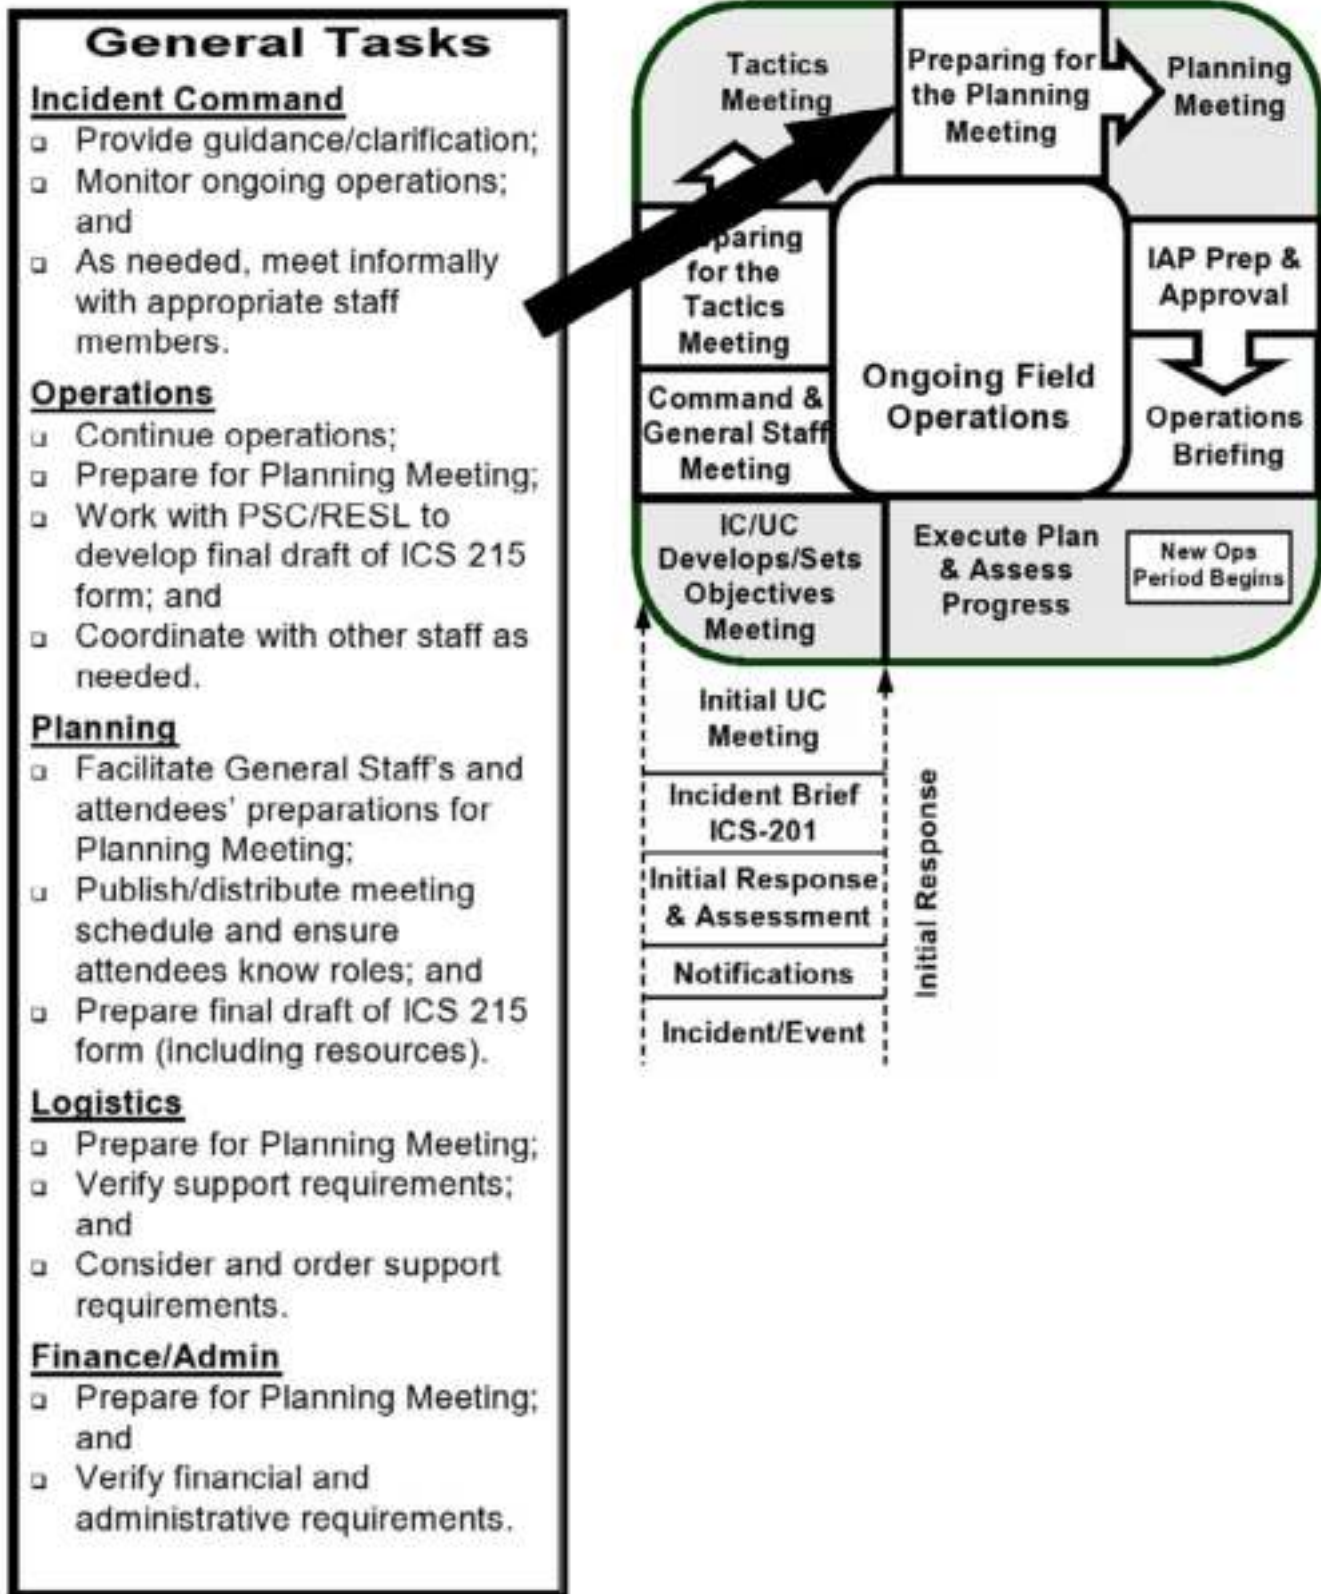 General Tasks
Incident Command
Provide guidance/clarification;
Monitor ongoing operations;
and
As needed, meet informally
with appropriate staff
members.
Operations
Continue operations;
Prepare for Planning Meeting;
Work with PSC/RESL to
develop final draft of ICS 215
form; and
Coordinate with other staff as
needed.
Planning
Facilitate General Staff's and
attendees' preparations for
Planning Meeting;
Publish/distribute meeting
schedule and ensure
attendees know roles; and
Prepare final draft of ICS 215
form (including resources).
Logistics
Prepare for Planning Meeting;
Verify support requirements;
and
Consider and order support
requirements.
Finance/Admin
Prepare for Planning Meeting;
and
Verify financial and
administrative requirements.
Tactics
Meeting
Preparing for
the Planning
Meeting
Planning
Meeting
paring
for the
Tactics
Meeting
IAP Prep &
Approval
Command &
General Staff
Meeting
Ongoing Field
Operations
Operations
Briefing
IC/UC
Develops/Sets
Objectives
Meeting
Execute Plan
& Assess
Progress
New Ops
Period Begins
Initial UC
Meeting
Incident Brief
ICS-201
Initial Response
& Assessment
Notifications
Incident/Event
Initial Response